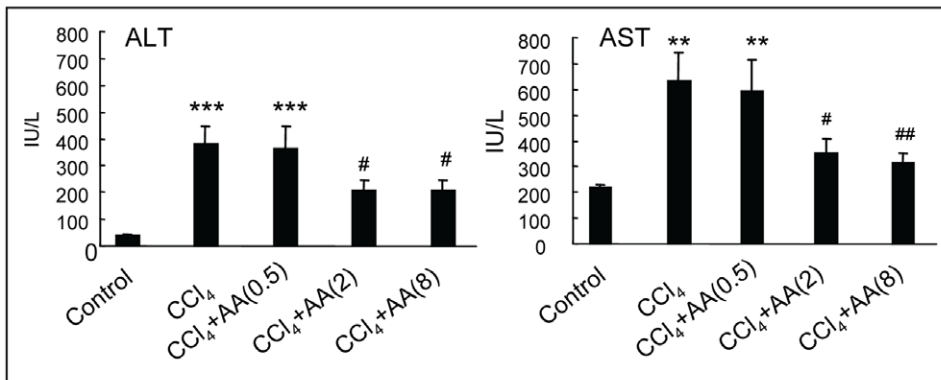 ALT
IU/L
800
700
600
500
400
300
200
100
0
***
***
#
#
Control
CCl₄
CCl₄+AA(0.5)
CCl₄+AA(2)
CCl₄+AA(8)
AST
IU/L
800
700
600
500
400
300
200
100
0
**
**
#
##
Control
CCl₄
CCl₄+AA(0.5)
CCl₄+AA(2)
CCl₄+AA(8)